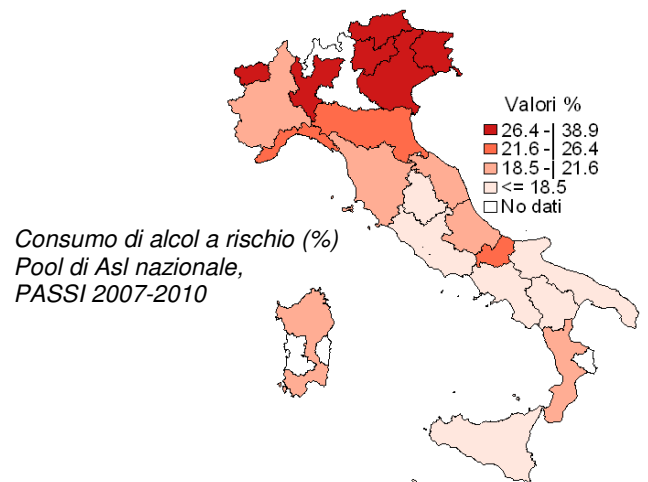 Valori %
26.4 -| 38.9
21.6 -| 26.4
18.5 -| 21.6
<= 18.5
No dati
Consumo di alcol a rischio (%)
Pool di Asl nazionale,
PASSI 2007-2010